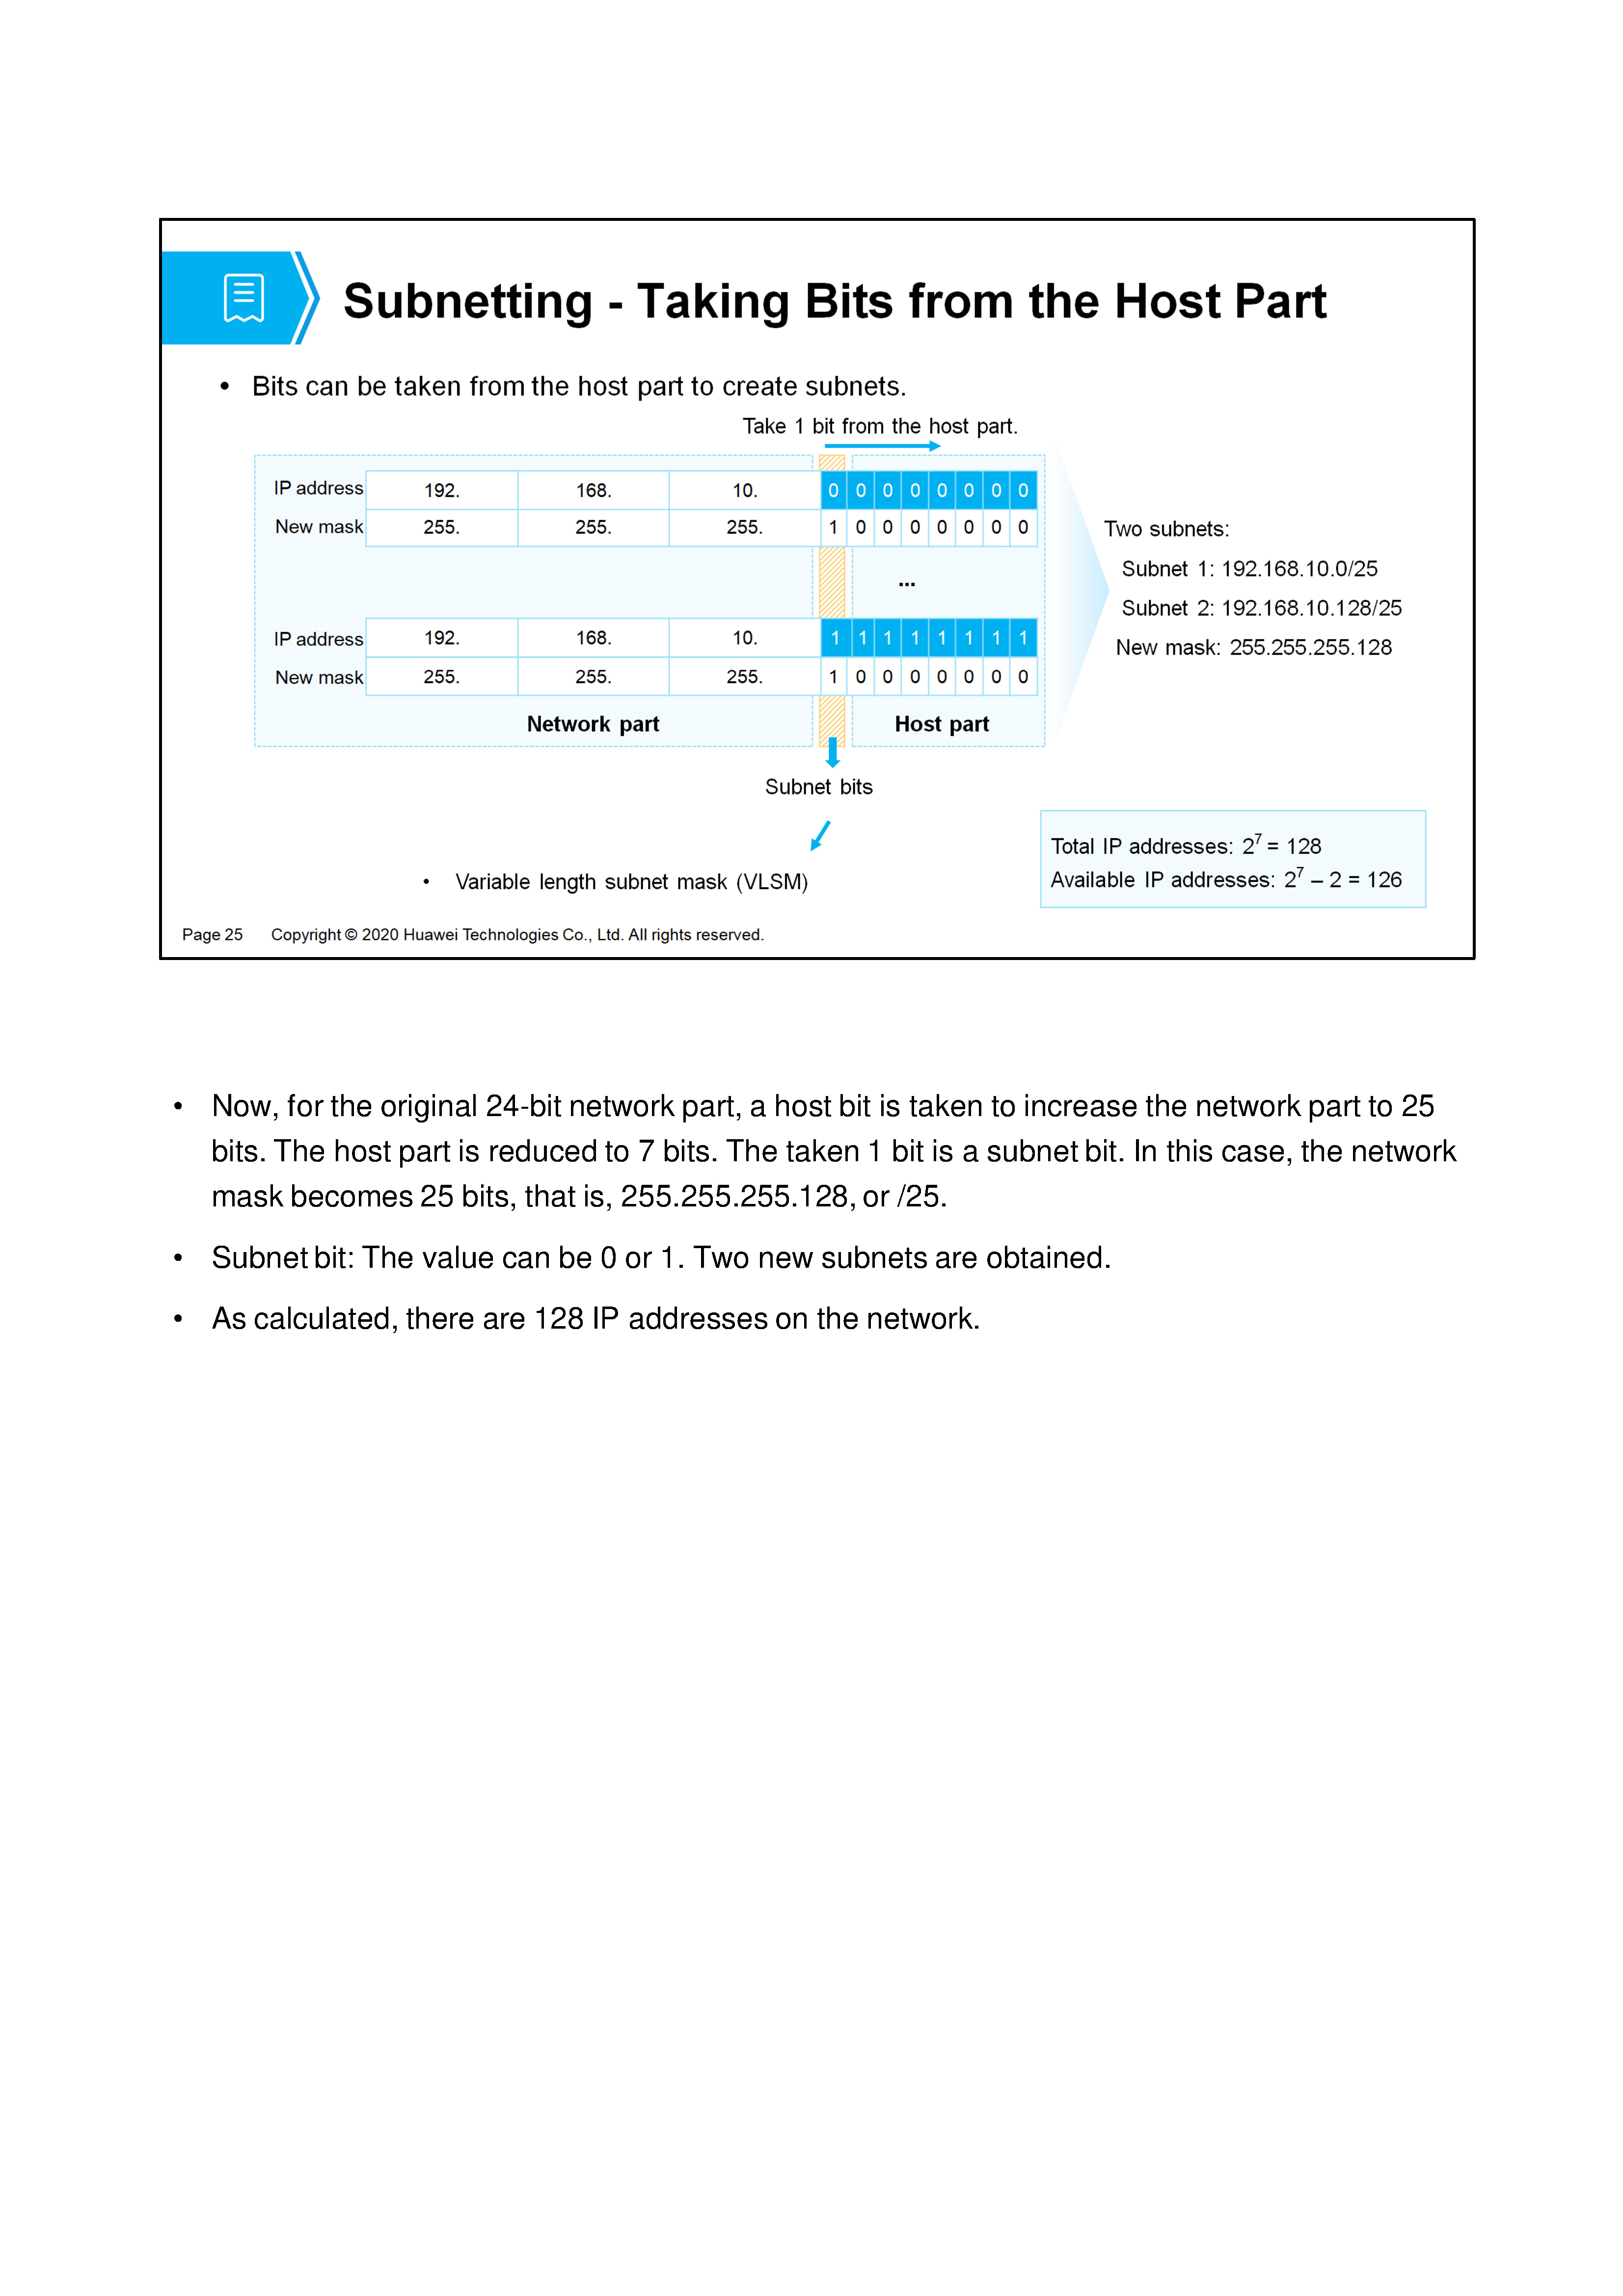 Subnetting - Taking Bits from the Host Part
• Bits can be taken from the host part to create subnets.
Take 1 bit from the host part.
IP address 192. 168. 10. 0 0 0 0 0 0 0 0
New mask 255. 255. 255. 1 0 0 0 0 0 0 0
...
IP address 192. 168. 10. 1 1 1 1 1 1 1 1
New mask 255. 255. 255. 1 0 0 0 0 0 0 0
Network part Host part
Two subnets:
Subnet 1: 192.168.10.0/25
Subnet 2: 192.168.10.128/25
New mask: 255.255.255.128
Subnet bits
• Variable length subnet mask (VLSM)
Total IP addresses: 2⁷ = 128
Available IP addresses: 2⁷ – 2 = 126
Page 25 Copyright © 2020 Huawei Technologies Co., Ltd. All rights reserved.
• Now, for the original 24-bit network part, a host bit is taken to increase the network part to 25
bits. The host part is reduced to 7 bits. The taken 1 bit is a subnet bit. In this case, the network
mask becomes 25 bits, that is, 255.255.255.128, or /25.
• Subnet bit: The value can be 0 or 1. Two new subnets are obtained.
• As calculated, there are 128 IP addresses on the network.